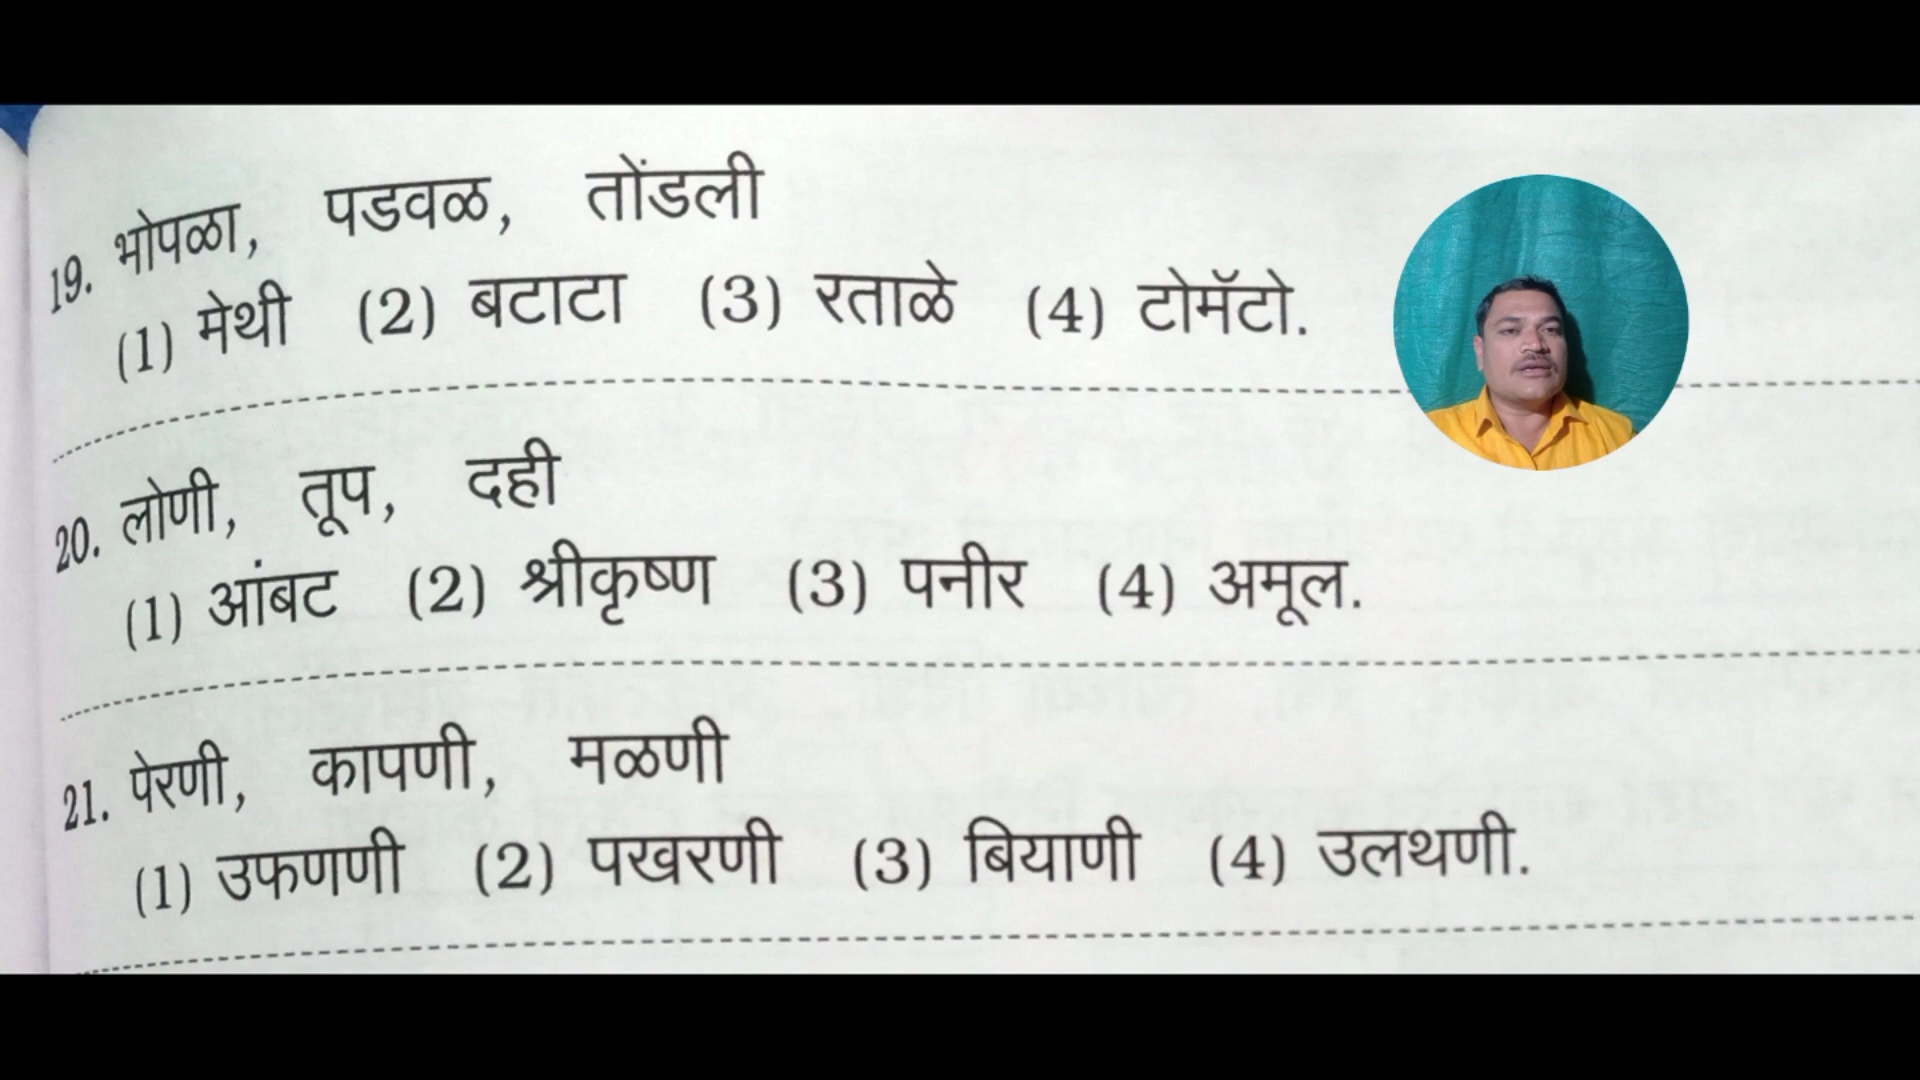 19. भोपळा, पडवळ, तोंडली
(1) मेथी (2) बटाटा (3) रताळे (4) टोमॅटो.
20. लोणी, तूप, दही
(1) आंबट (2) श्रीकृष्ण (3) पनीर (4) अमूल.
21. पेरणी, कापणी, मळणी
(1) उफणणी (2) पखरणी (3) बियाणी (4) उलथणी.